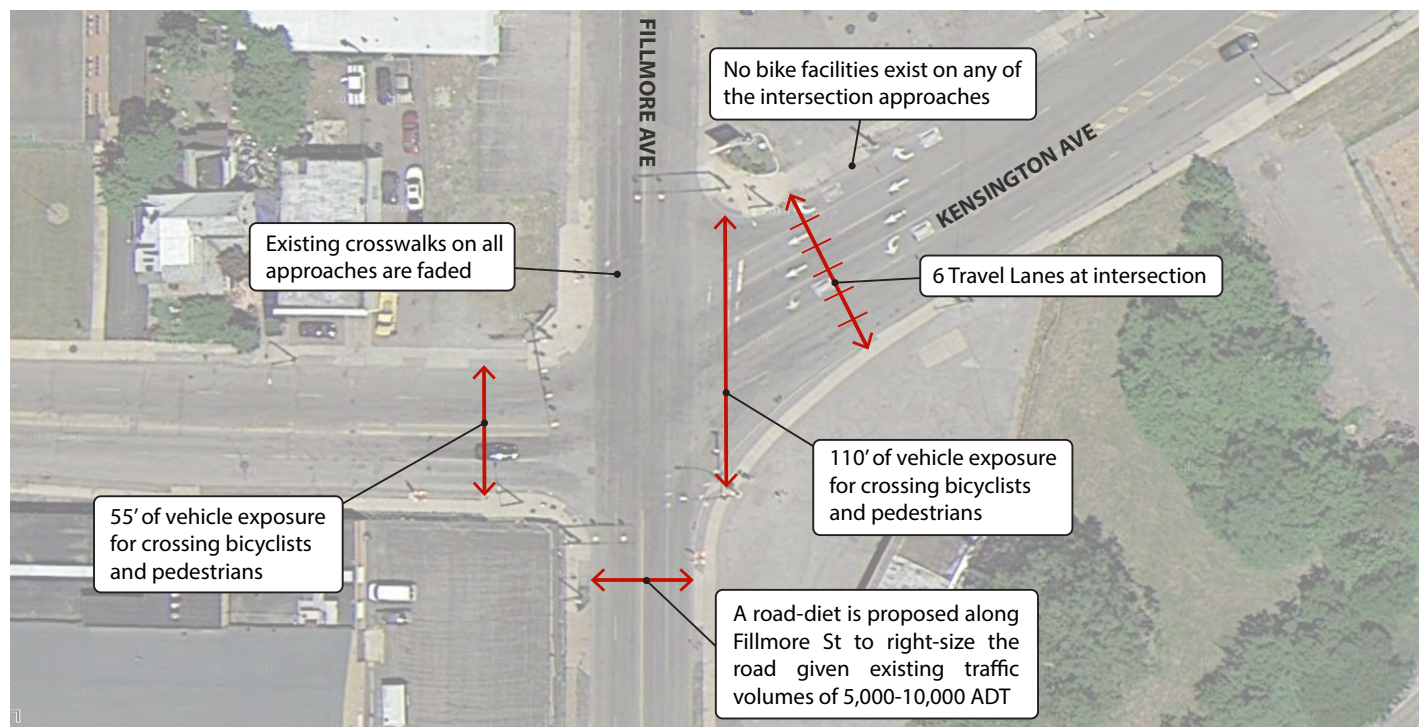 FILLMORE AVE
No bike facilities exist on any of
the intersection approaches
KENSINGTON AVE
Existing crosswalks on all
approaches are faded
6 Travel Lanes at intersection
110’ of vehicle exposure
for crossing bicyclists
and pedestrians
55’ of vehicle exposure
for crossing bicyclists
and pedestrians
A road-diet is proposed along
Fillmore St to right-size the
road given existing traffic
volumes of 5,000-10,000 ADT